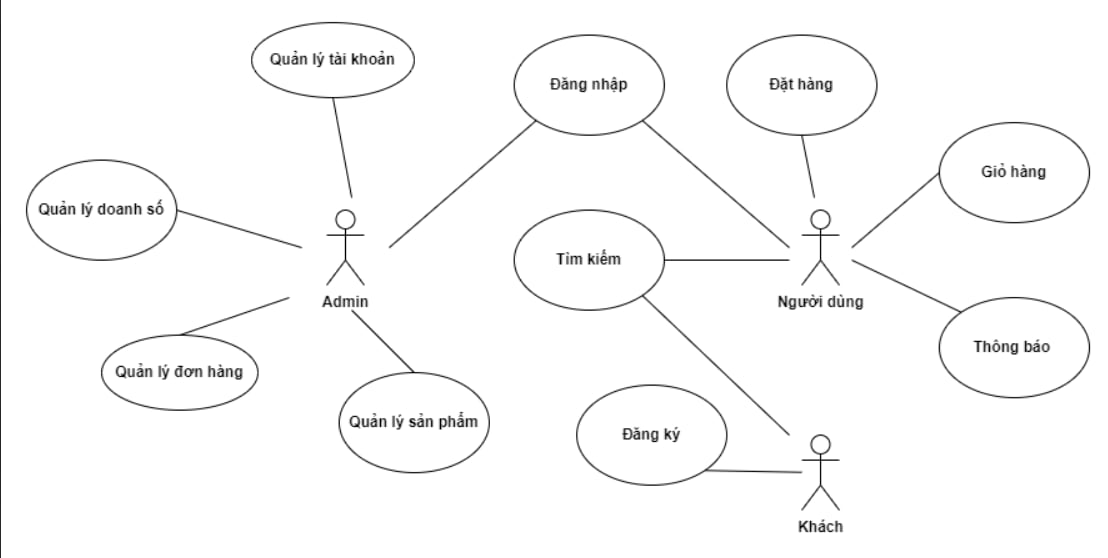 Quản lý tài khoản
Đăng nhập
Đặt hàng
Giỏ hàng
Quản lý doanh số
Tìm kiếm
Admin
Người dùng
Thông báo
Quản lý đơn hàng
Quản lý sản phẩm
Đăng ký
Khách